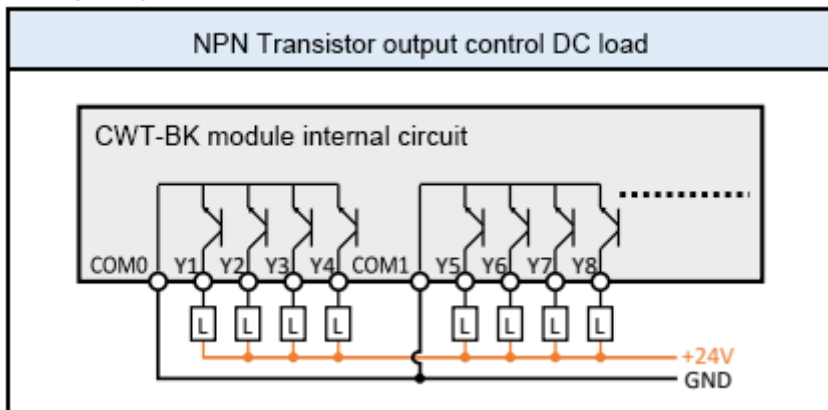 NPN Transistor output control DC load
CWT-BK module internal circuit
COM0 Y1 Y2 Y3 Y4 COM1 Y5 Y6 Y7 Y8
L L L L L L L L
+24V
GND